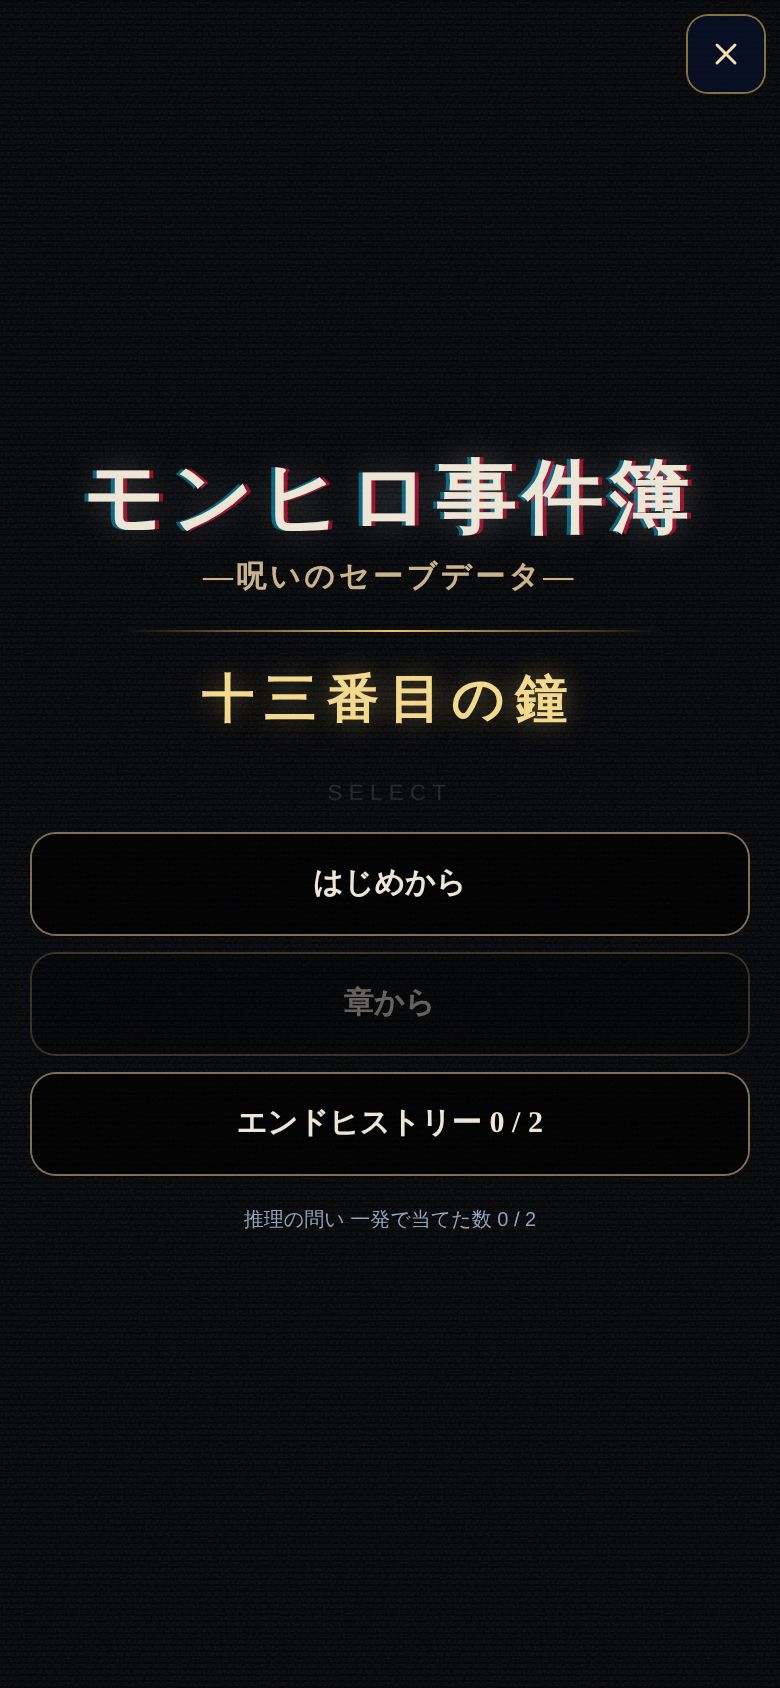 モンヒロ事件簿
―呪いのセーブデータ―
十三番目の鐘
SELECT
はじめから
章から
エンドヒストリー 0 / 2
推理の問い 一発で当てた数 0 / 2